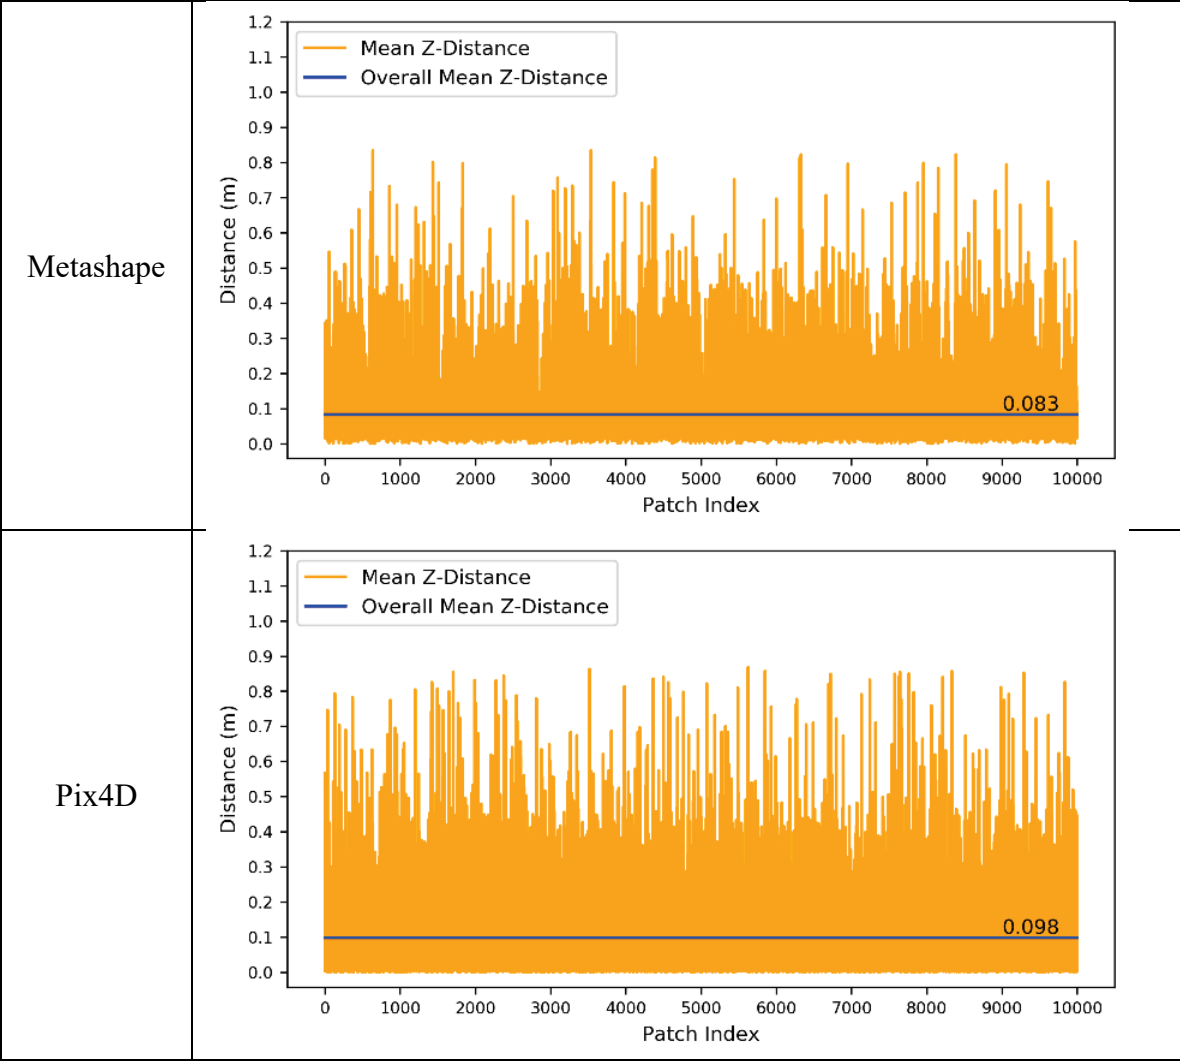 Metashape
1.2
1.1
1.0
0.9
0.8
0.7
0.6
0.5
0.4
0.3
0.2
0.1
0.0
Distance (m)
Mean Z-Distance
Overall Mean Z-Distance
0.083
0 1000 2000 3000 4000 5000 6000 7000 8000 9000 10000
Patch Index
Pix4D
1.2
1.1
1.0
0.9
0.8
0.7
0.6
0.5
0.4
0.3
0.2
0.1
0.0
Distance (m)
Mean Z-Distance
Overall Mean Z-Distance
0.098
0 1000 2000 3000 4000 5000 6000 7000 8000 9000 10000
Patch Index